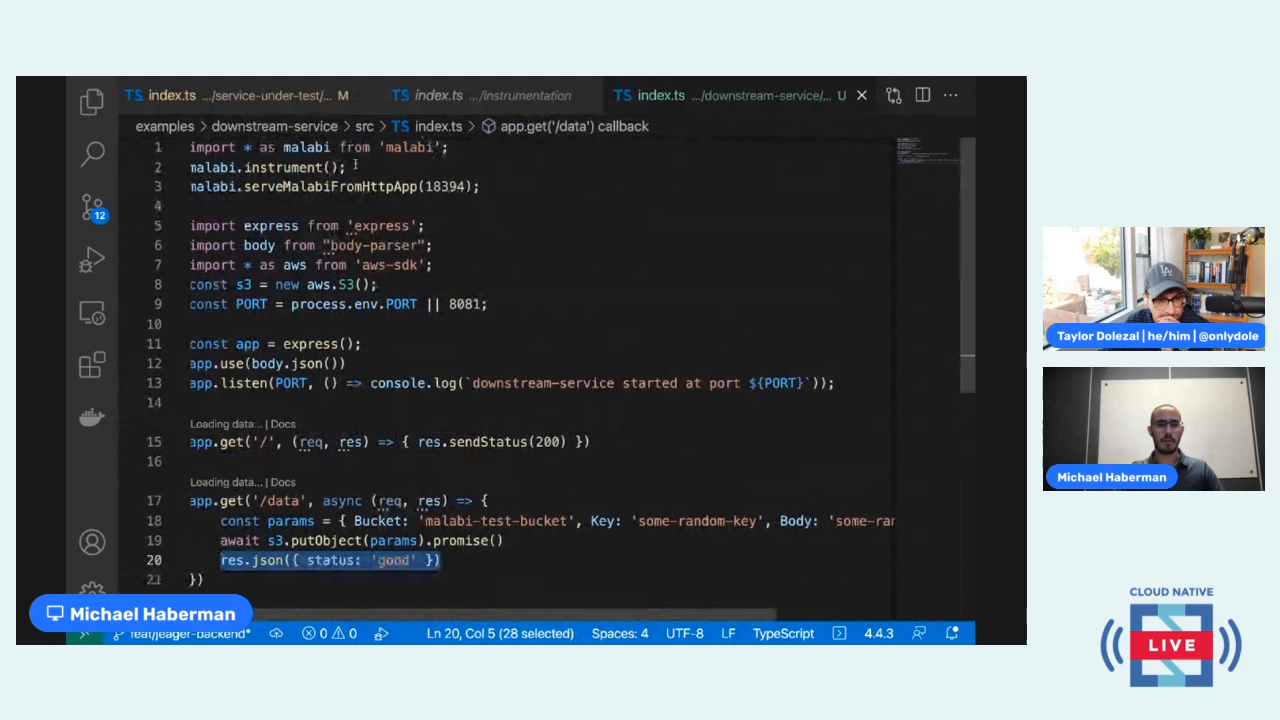 TS index.ts .../service-under-test/... M
TS index.ts .../instrumentation
TS index.ts .../downstream-service/... U
examples > downstream-service > src > TS index.ts > app.get('/data') callback
1 import * as malabi from 'malabi';
2 malabi.instrument();
3 malabi.serveMalabiFromHttpApp(18394);
4
5 import express from 'express';
6 import body from "body-parser";
7 import * as aws from 'aws-sdk';
8 const s3 = new aws.S3();
9 const PORT = process.env.PORT || 8081;
10
11 const app = express();
12 app.use(body.json())
13 app.listen(PORT, () => console.log(`downstream-service started at port ${PORT}`));
14
Loading data... | Docs
15 app.get('/', (req, res) => { res.sendStatus(200) })
16
Loading data... | Docs
17 app.get('/data', async (req, res) => {
18 const params = { Bucket: 'malabi-test-bucket', Key: 'some-random-key', Body: 'some-ran
19 await s3.putObject(params).promise()
20 res.json({ status: 'good' })
21 })
12
Michael Haberman
feat/jeager-backend*
0 0
Ln 20, Col 5 (28 selected)
Spaces: 4
UTF-8
LF
TypeScript
4.4.3
LA
Taylor Dolezal | he/him | @onlydole
Michael Haberman
CLOUD NATIVE
LIVE